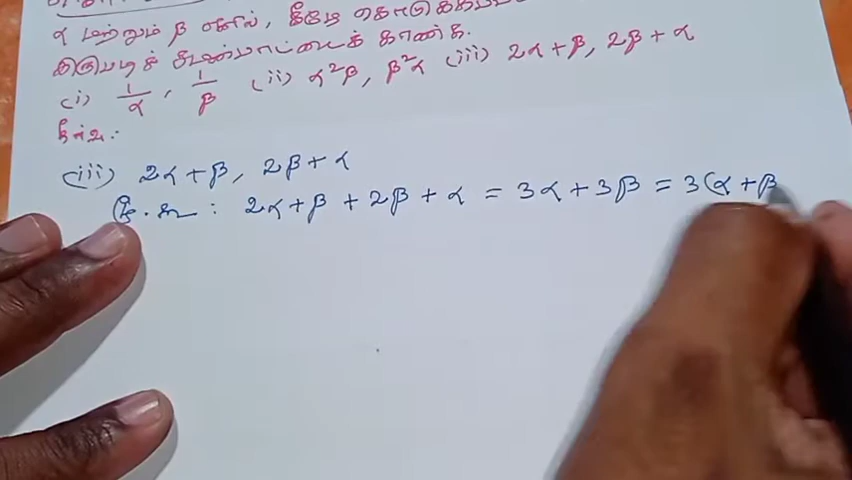 α மற்றும் β எனில், கீழே
இருபடிச் சமன்பாட்டைக் காண்க.
(i) 1/α, 1/β (ii) α²β, β²α (iii) 2α+β, 2β+α
தீர்வு:
(iii) 2α+β, 2β+α
: 2α+β+2β+α = 3α+3β = 3(α+β